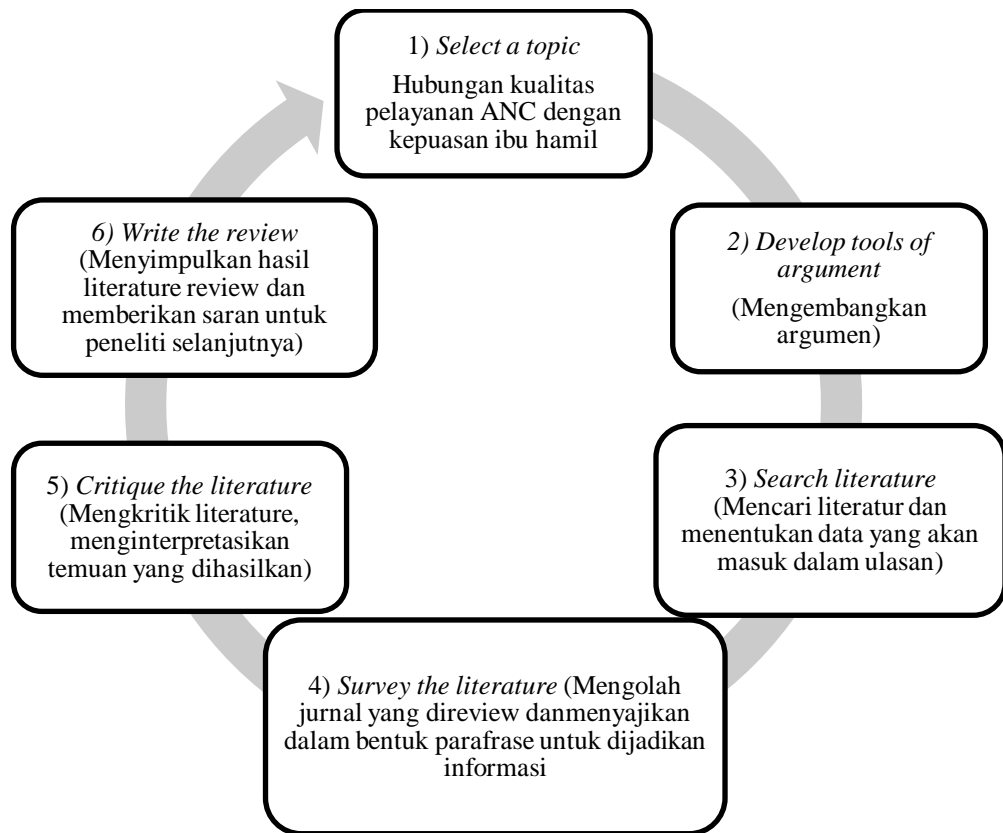 1) Select a topic
Hubungan kualitas
pelayanan ANC dengan
kepuasan ibu hamil
2) Develop tools of
argument
(Mengembangkan
argumen)
3) Search literature
(Mencari literatur dan
menentukan data yang akan
masuk dalam ulasan)
4) Survey the literature (Mengolah
jurnal yang direview danmenyajikan
dalam bentuk parafrase untuk dijadikan
informasi
5) Critique the literature
(Mengkritik literature,
menginterpretasikan
temuan yang dihasilkan)
6) Write the review
(Menyimpulkan hasil
literature review dan
memberikan saran untuk
peneliti selanjutnya)